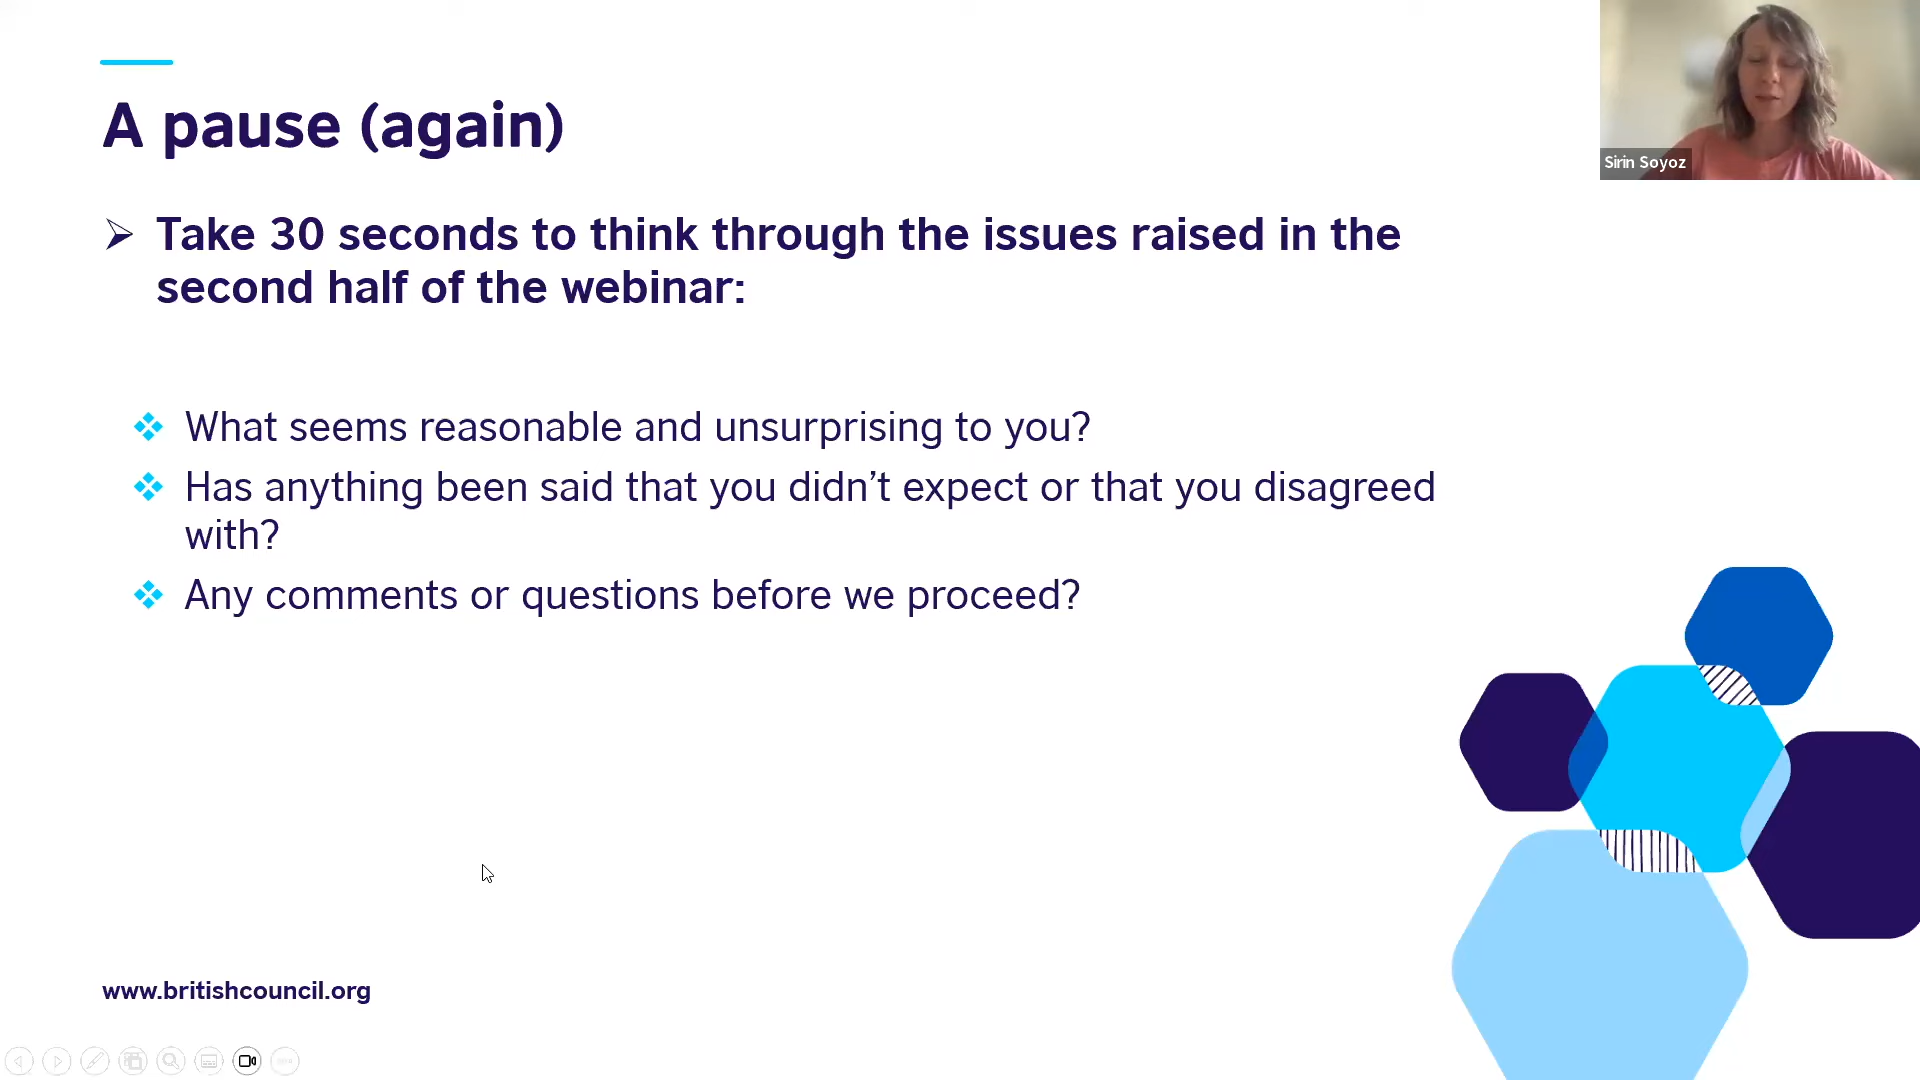 A pause (again)
Sirin Soyoz
Take 30 seconds to think through the issues raised in the
second half of the webinar:
What seems reasonable and unsurprising to you?
Has anything been said that you didn’t expect or that you disagreed
with?
Any comments or questions before we proceed?
www.britishcouncil.org